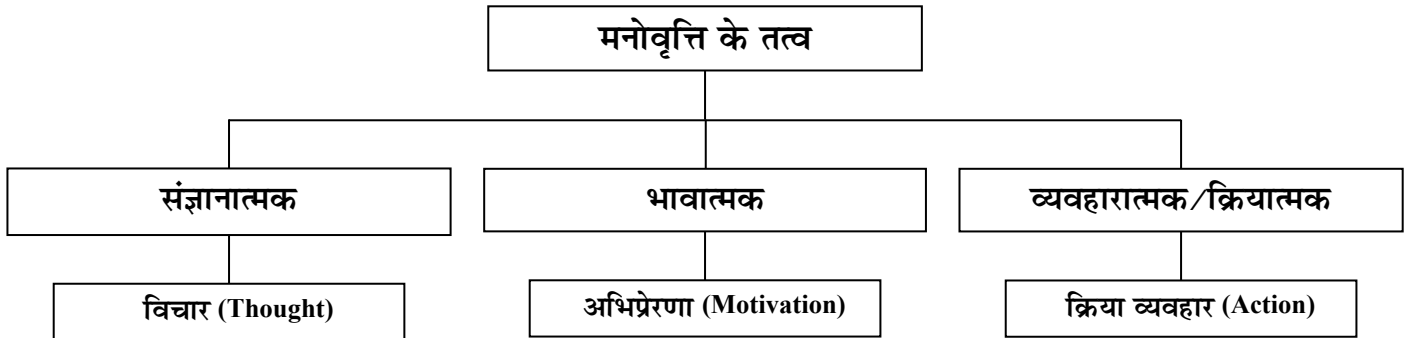 मनोवृत्ति के तत्व
संज्ञानात्मक
भावात्मक
व्यवहारात्मक/क्रियात्मक
विचार (Thought)
अभिप्रेरणा (Motivation)
क्रिया व्यवहार (Action)